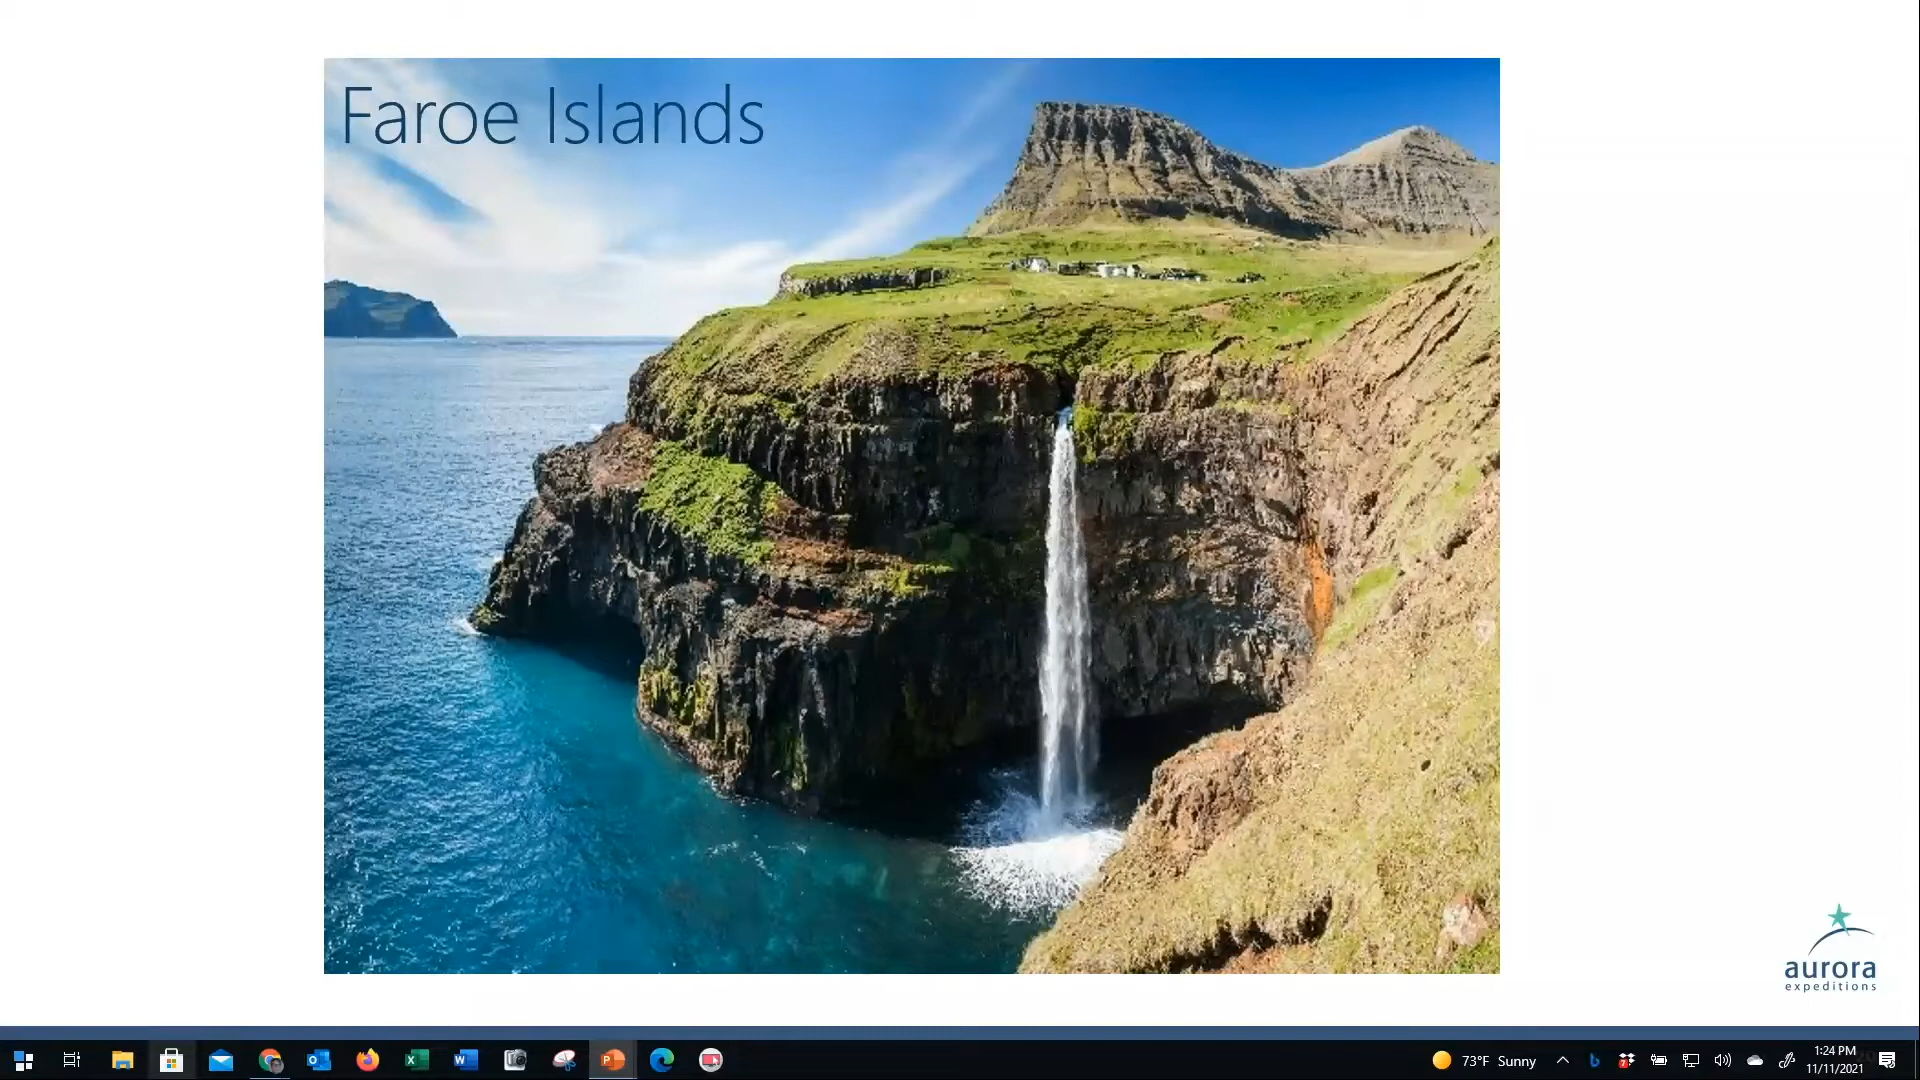 Faroe Islands
aurora
expeditions
73°F Sunny
1:24 PM
11/11/2021